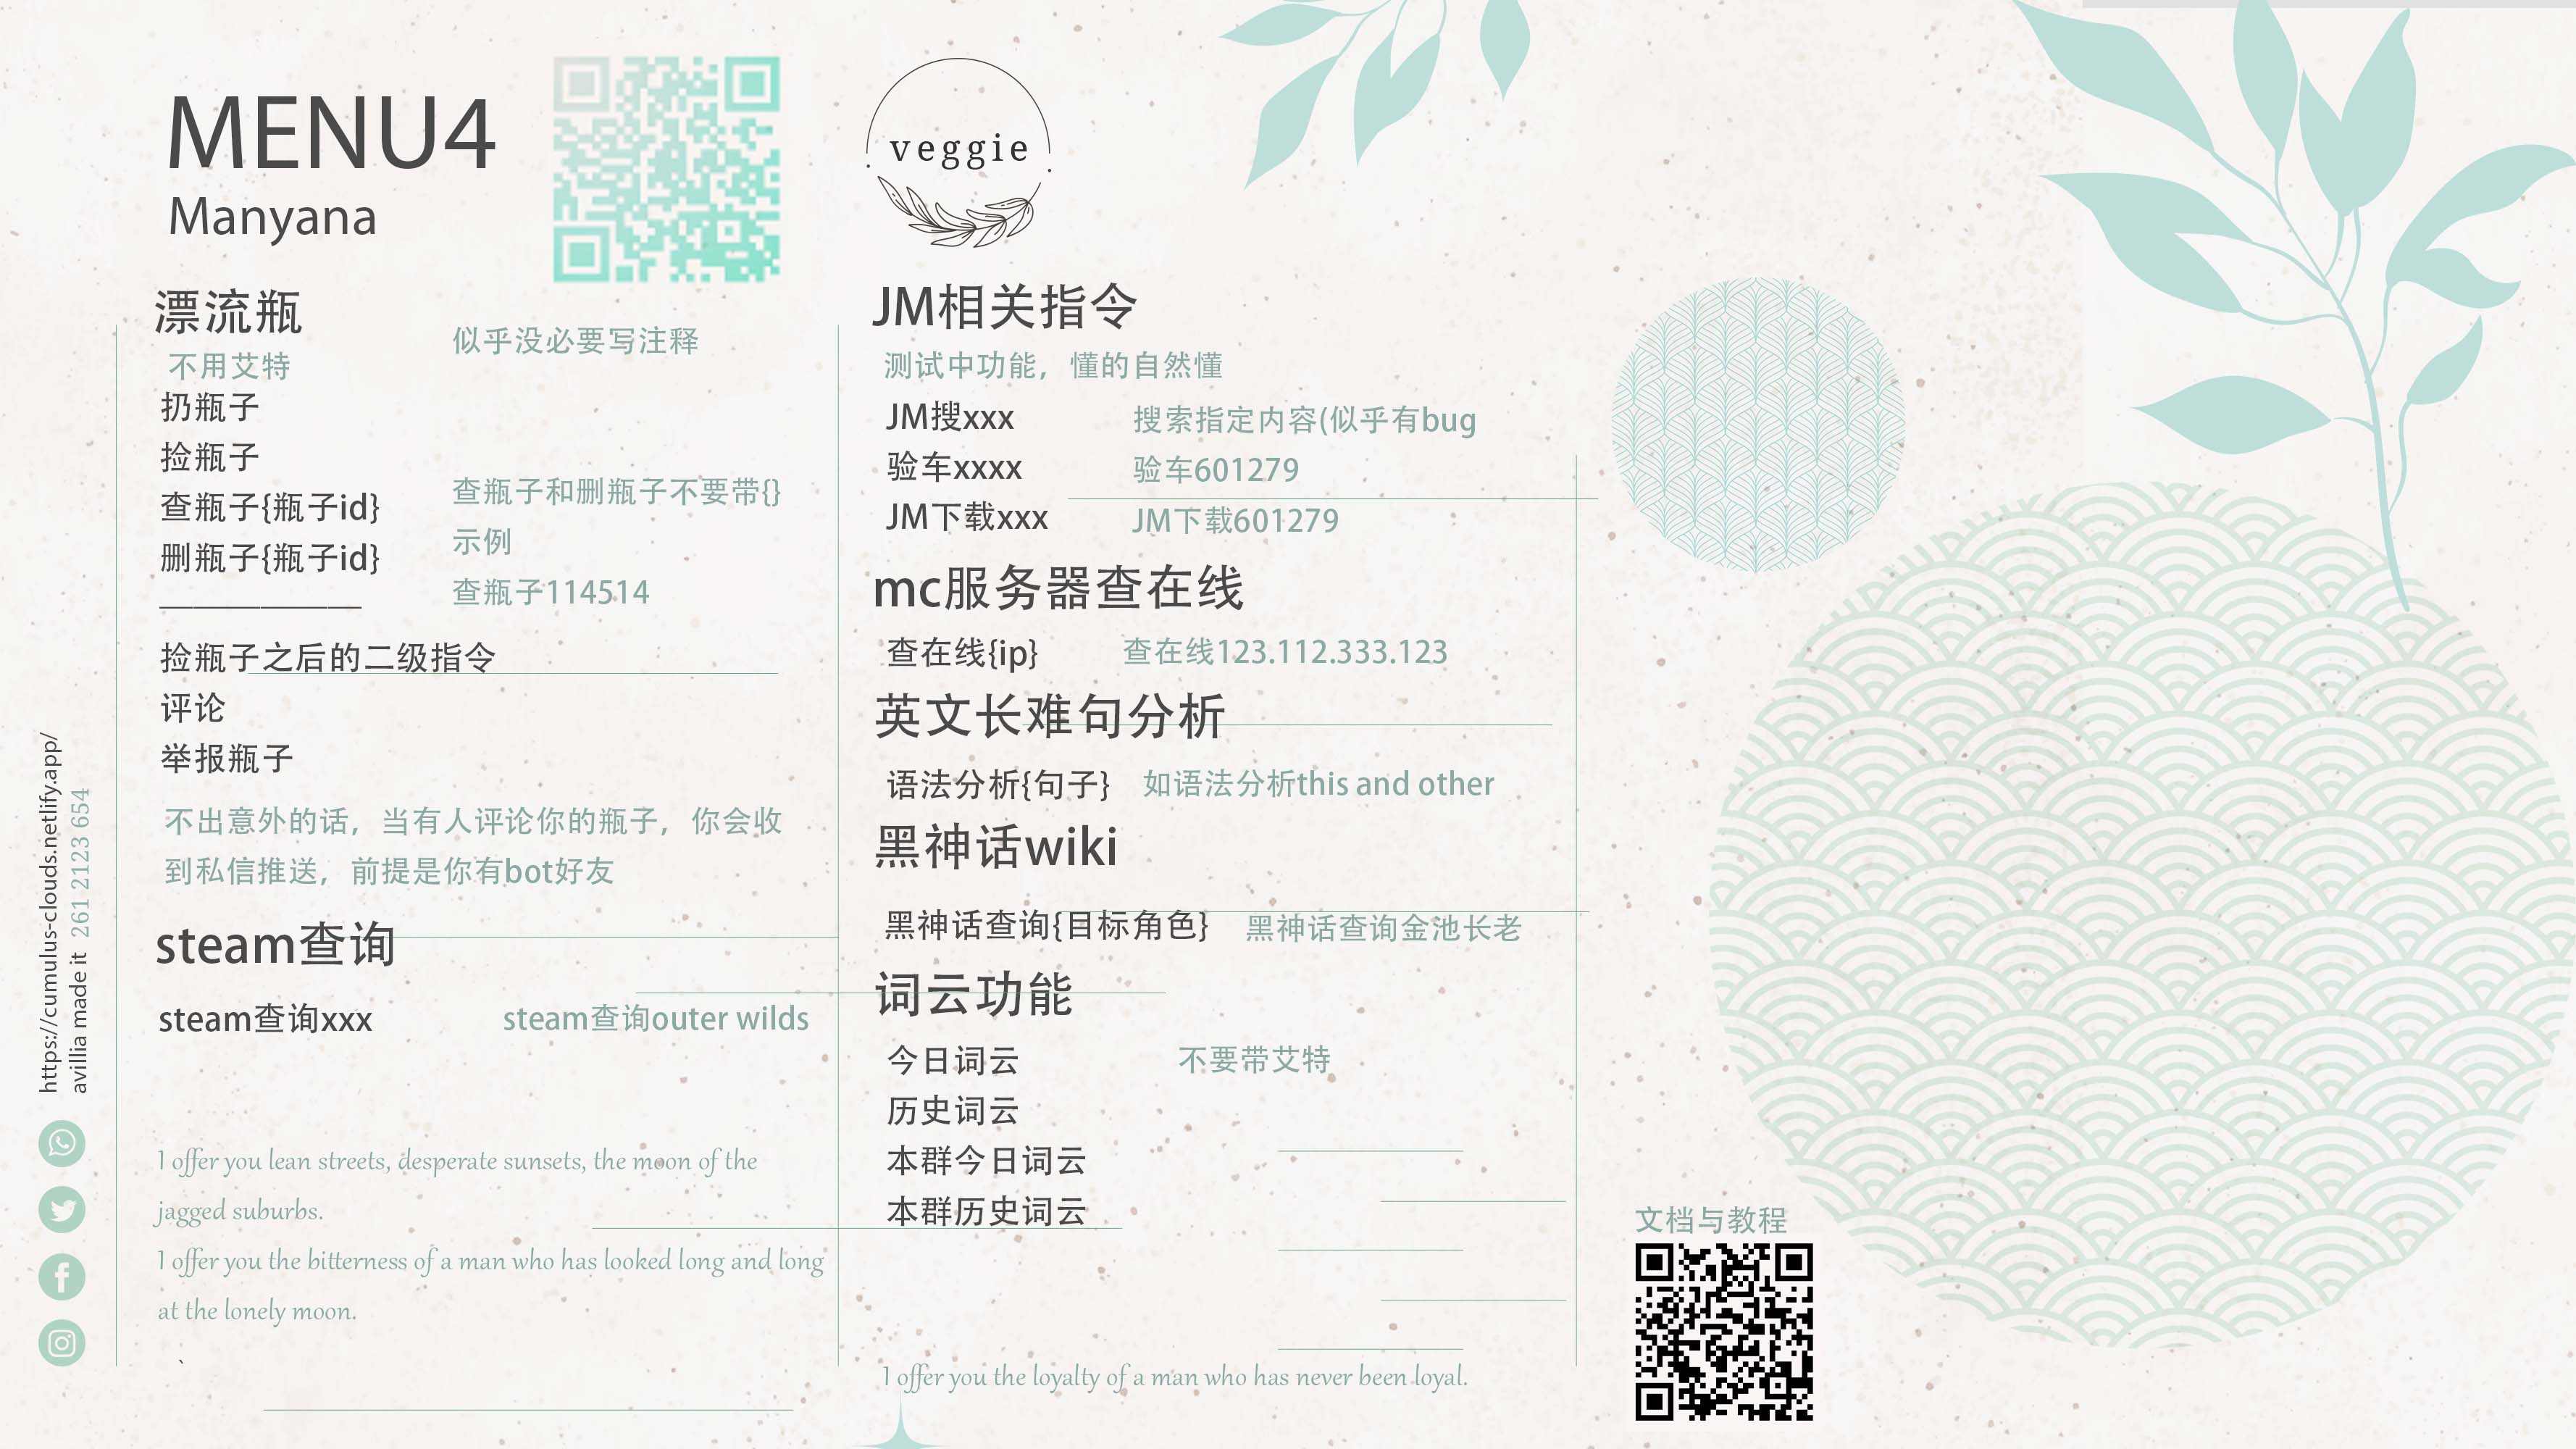 MENU4
Manyana
veggie
漂流瓶
不用艾特
似乎没必要写注释
扔瓶子
捡瓶子
查瓶子{瓶子id}
删瓶子{瓶子id}
——————
查瓶子和删瓶子不要带{}
示例
查瓶子114514
捡瓶子之后的二级指令
评论
举报瓶子
不出意外的话，当有人评论你的瓶子，你会收
到私信推送，前提是你有bot好友
steam查询
steam查询xxx
steam查询outer wilds
I offer you lean streets, desperate sunsets, the moon of the
jagged suburbs.
I offer you the bitterness of a man who has looked long and long
at the lonely moon.
`
JM相关指令
测试中功能，懂的自然懂
JM搜xxx
搜索指定内容(似乎有bug
验车xxxx
验车601279
JM下载xxx
JM下载601279
mc服务器查在线
查在线{ip}
查在线123.112.333.123
英文长难句分析
语法分析{句子}
如语法分析this and other
黑神话wiki
黑神话查询{目标角色}
黑神话查询金池长老
词云功能
今日词云
不要带艾特
历史词云
本群今日词云
本群历史词云
I offer you the loyalty of a man who has never been loyal.
文档与教程
https://cumulus-clouds.netlify.app/
avillia made it 261 2123 654